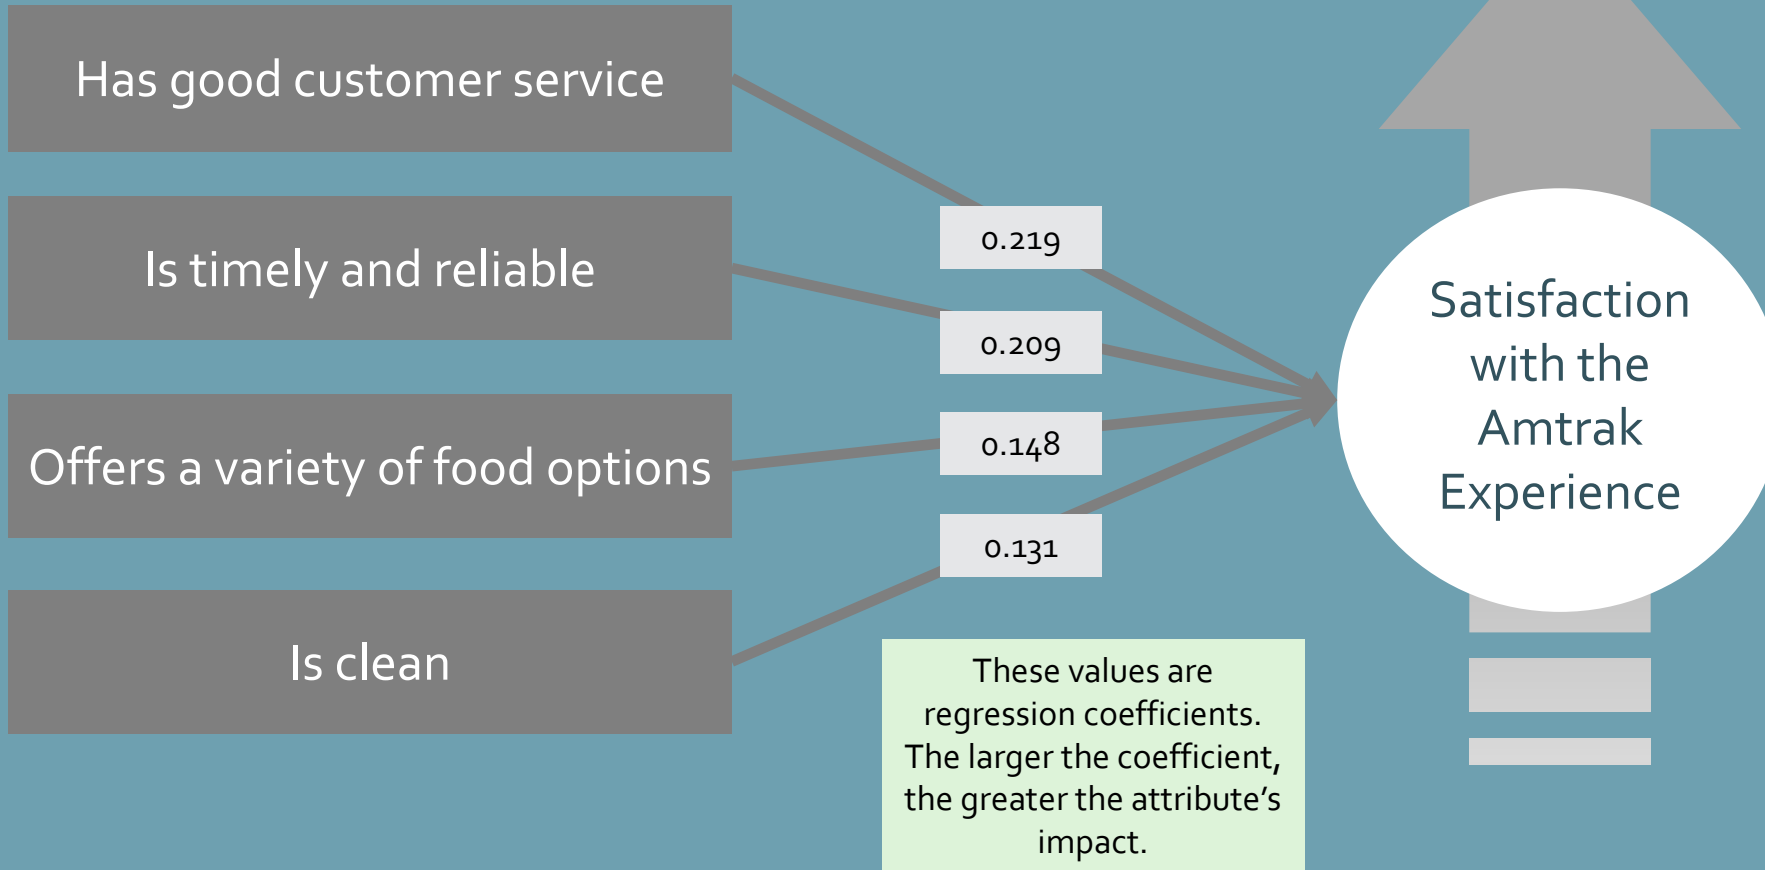 Has good customer service
Is timely and reliable
Offers a variety of food options
Is clean
0.219
0.209
0.148
0.131
Satisfaction
with the
Amtrak
Experience
These values are
regression coefficients.
The larger the coefficient,
the greater the attribute’s
impact.